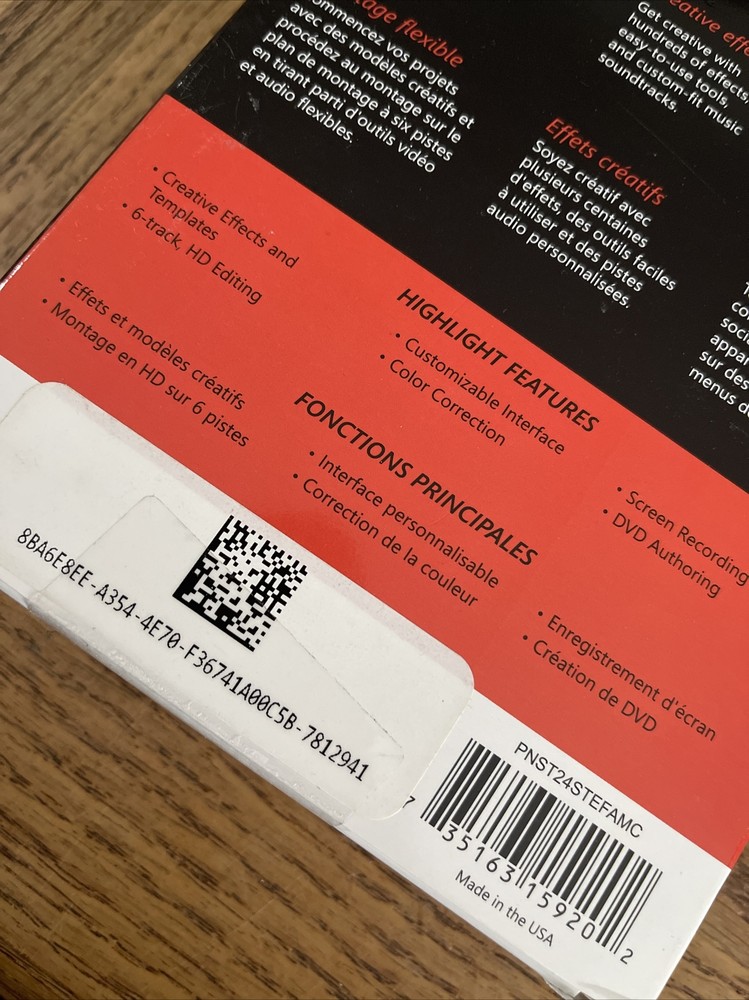 flexible
commencez vos projets
avec des modèles créatifs et
procédez au montage sur le
plan de montage à six pistes
en tirant parti d'outils vidéo
et audio flexibles.
Get creative with
hundreds of effects,
easy-to-use tools,
and custom-fit music
soundtracks.
Effets créatifs
Soyez créatif avec
plusieurs centaines
d'effets, des outils faciles
à utiliser et des pistes
audio personnalisées.
sur des
menus
• Creative Effects and
Templates
• 6-track, HD Editing
• Effets et modèles créatifs
• Montage en HD sur 6 pistes
HIGHLIGHT FEATURES
• Customizable Interface
• Color Correction
FONCTIONS PRINCIPALES
• Interface personnalisable
• Correction de la couleur
• Screen Recording
• DVD Authoring
• Enregistrement d'écran
• Création de DVD
8BA6E8EE-A354-4E70-F36741A00C5B-7812941
PNST24STEFAMC
7 35163 15920 2
Made in the USA